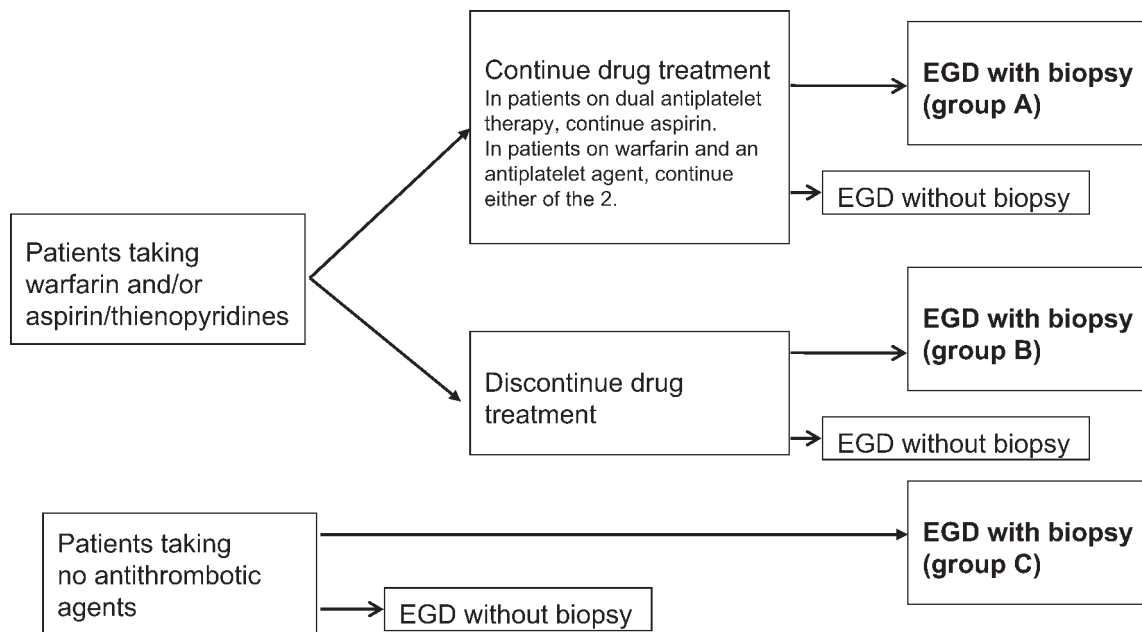 Patients taking
warfarin and/or
aspirin/thienopyridines
Continue drug treatment
In patients on dual antiplatelet
therapy, continue aspirin.
In patients on warfarin and an
antiplatelet agent, continue
either of the 2.
EGD with biopsy
(group A)
EGD without biopsy
Discontinue drug
treatment
EGD with biopsy
(group B)
EGD without biopsy
Patients taking
no antithrombotic
agents
EGD with biopsy
(group C)
EGD without biopsy